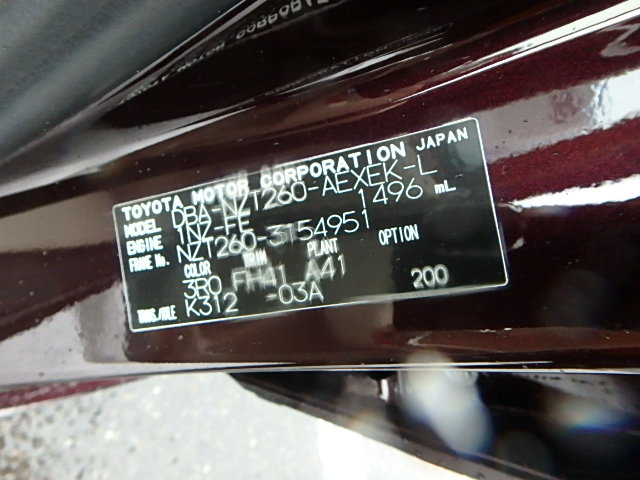 TOYOTA MOTOR CORPORATION JAPAN
MODEL DBA-NZT260-AEXEK-L
ENGINE 1NZ-FE 1496 mL
FRAME No. NZT260-3154951
COLOR TRIM PLANT OPTION
3R0 FH41 A41
TRANS./AXLE K312 -03A 200